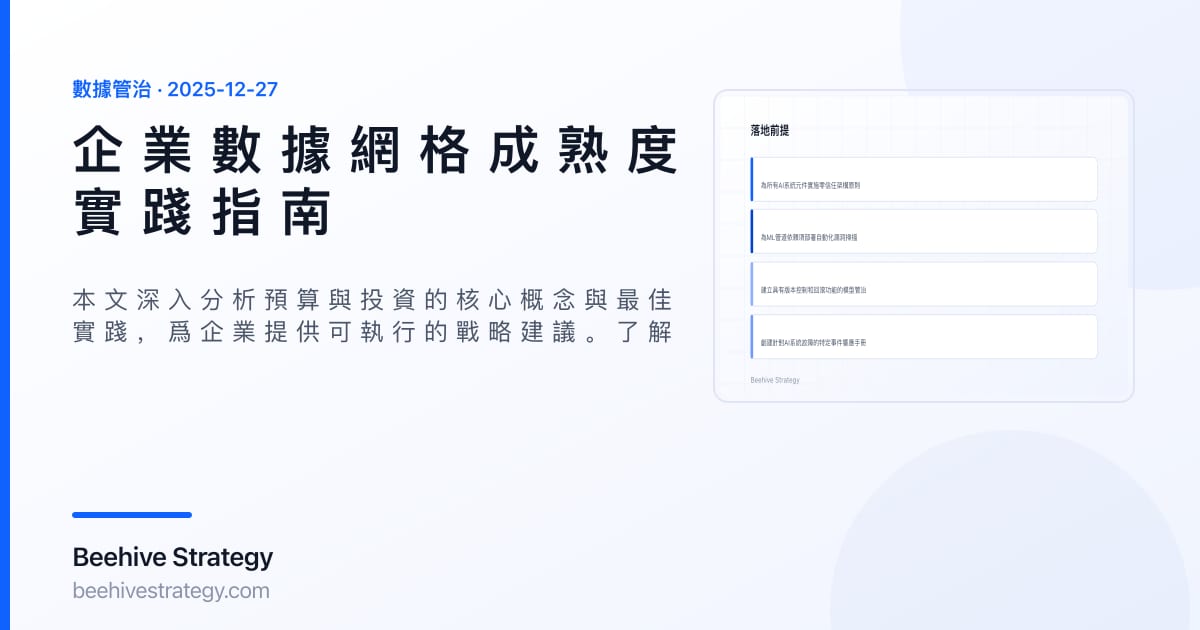 數據管治 · 2025-12-27
企業數據網格成熟度
實踐指南
本文深入分析預算與投資的核心概念與最佳
實踐，爲企業提供可執行的戰略建議。了解
Beehive Strategy
beehivestrategy.com
落地前提
為所有AI系統元件實施零信任架構原則
為ML管道依賴項部署自動化漏洞掃描
建立具有版本控制和回滾功能的模型管治
創建針對AI系統故障的特定事件響應手冊
Beehive Strategy